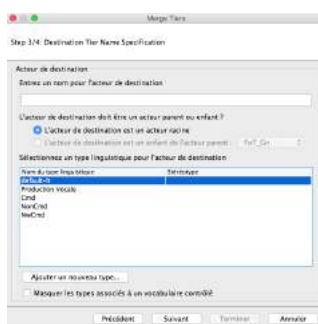 Merge Tiers
Step 3/4: Destination Tier Name Specification
Acteur de destination
Entrez un nom pour l'acteur de destination
L'acteur de destination doit être un acteur parent ou enfant ?
L'acteur de destination est un acteur racine
L'acteur de destination est un enfant de l'acteur parent :
Sélectionnez un type linguistique pour l'acteur de destination
Nom du type linguistique Stéréotype
default-lt
Production Vocale
Cmd
NonCmd
NwCmd
Ajouter un nouveau type...
Masquer les types associés à un vocabulaire contrôlé
Précédent Suivant Terminer Annuler